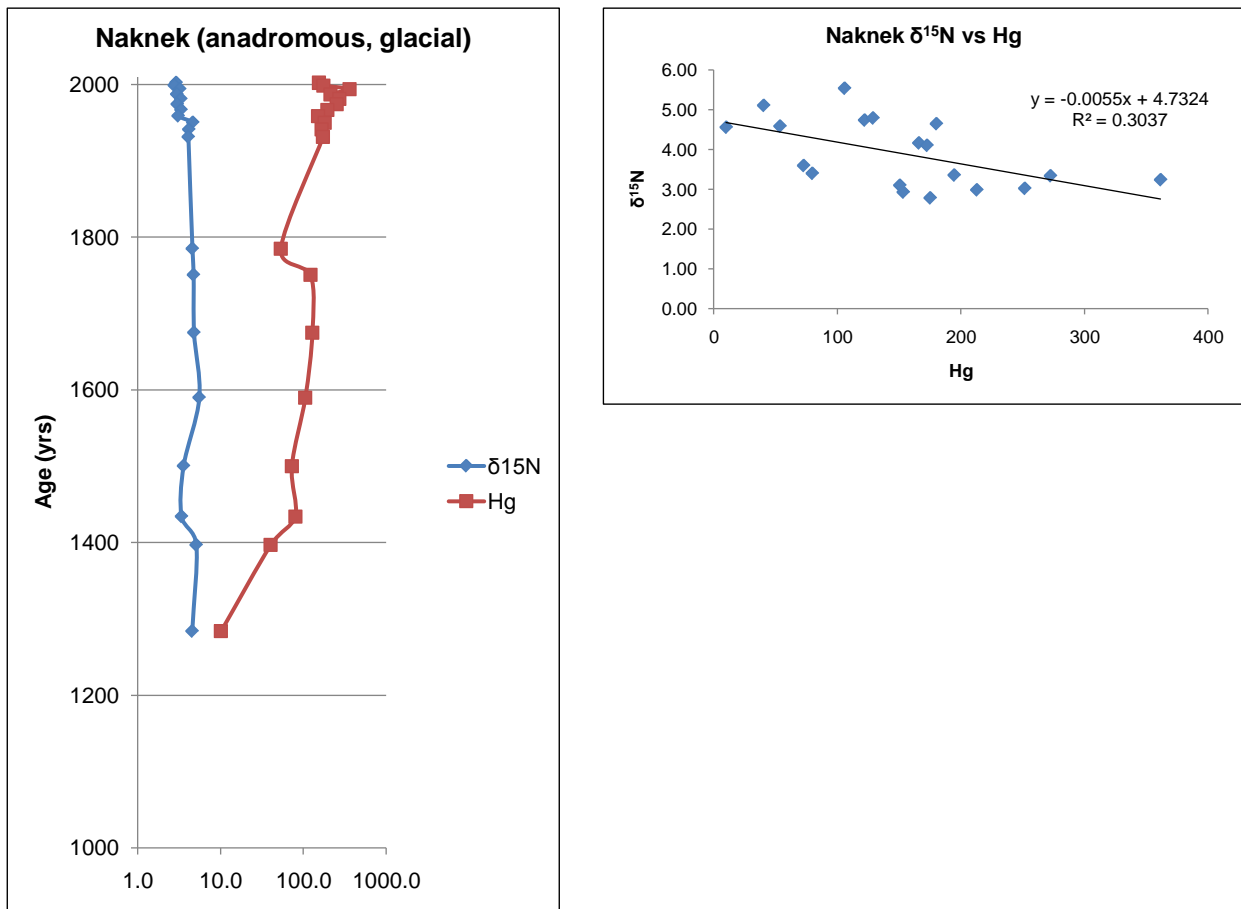 Naknek (anadromous, glacial)
2000
1800
1600
1400
1200
1000
Age (yrs)
1.0 10.0 100.0 1000.0
δ15N
Hg
Naknek δ¹⁵N vs Hg
6.00
5.00
4.00
3.00
2.00
1.00
0.00
δ¹⁵N
y = -0.0055x + 4.7324
R² = 0.3037
0 100 200 300 400
Hg